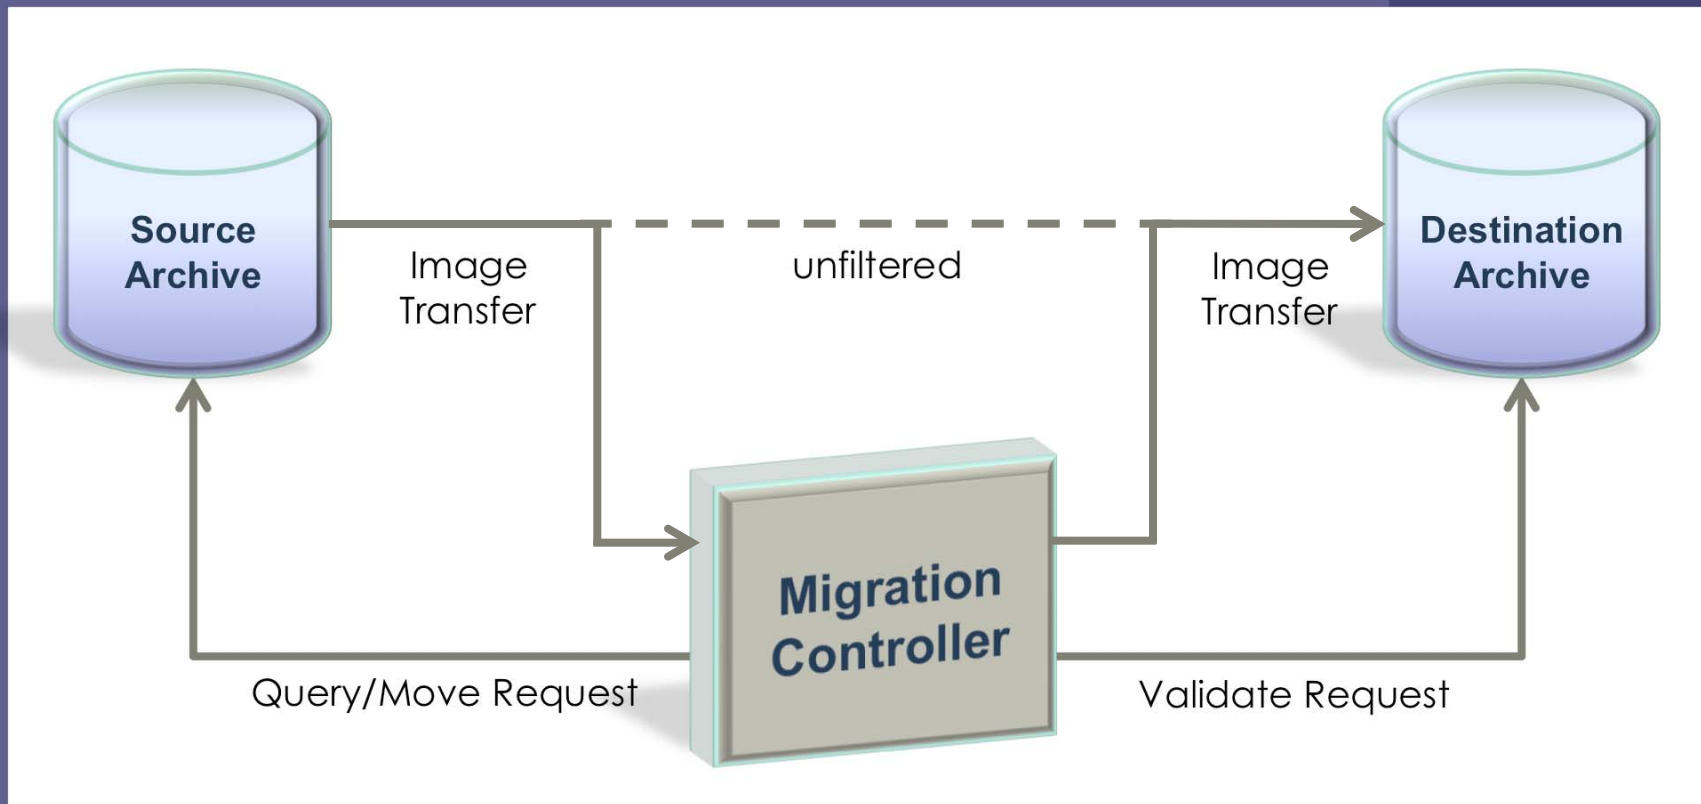 Source
Archive
Image
Transfer
unfiltered
Image
Transfer
Destination
Archive
Migration
Controller
Query/Move Request
Validate Request